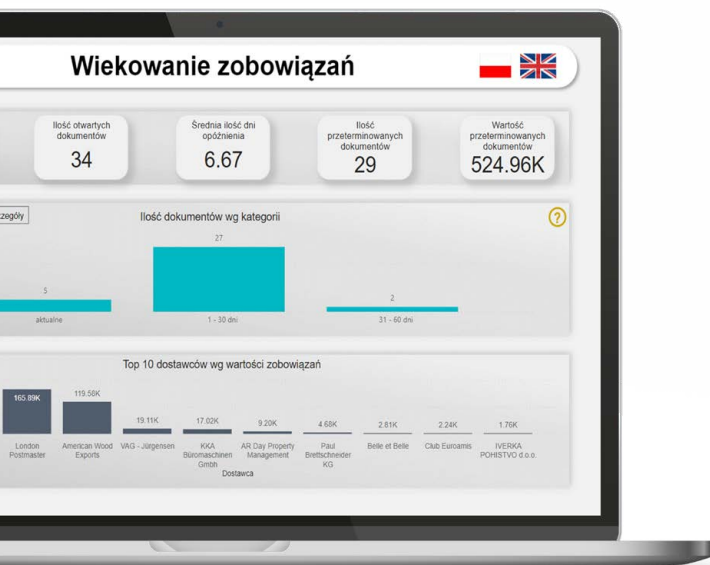 Wiekowanie zobowiązań
Ilość otwartych
dokumentów
34
Średnia ilość dni
opóźnienia
6.67
Ilość
przeterminowanych
dokumentów
29
Wartość
przeterminowanych
dokumentów
524.96K
zegóły
Ilość dokumentów wg kategorii
?
5
27
2
aktualne
1 - 30 dni
31 - 60 dni
Top 10 dostawców wg wartości zobowiązań
165.89K
119.56K
19.11K
17.02K
9.20K
4.68K
2.81K
2.24K
1.76K
London
Postmaster
American Wood
Exports
VAG - Jürgensen
KKA
Büromaschinen
Gmbh
AR Day Property
Management
Paul
Brettschneider
KG
Belle et Belle
Club Euroamis
IVERKA
POHISTVO d.o.o.
Dostawca